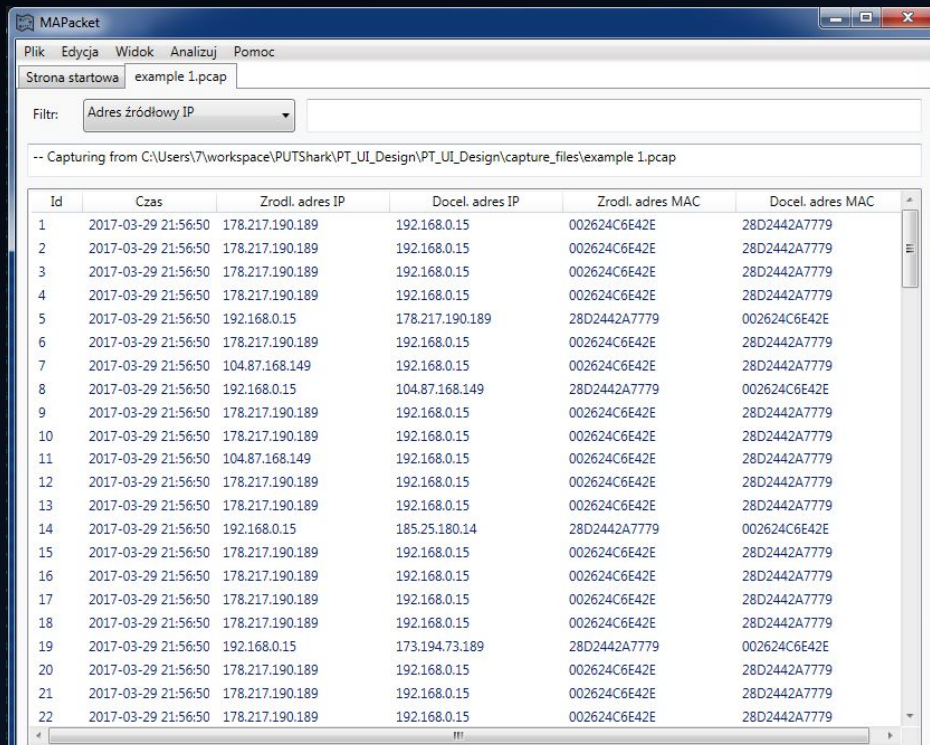 MAPacket
Plik Edycja Widok Analizuj Pomoc
Strona startowa example 1.pcap
Filtr: Adres źródłowy IP
-- Capturing from C:\Users\7\workspace\PUTShark\PT_UI_Design\PT_UI_Design\capture_files\example 1.pcap
Id Czas Zrodl. adres IP Docel. adres IP Zrodl. adres MAC Docel. adres MAC
1 2017-03-29 21:56:50 178.217.190.189 192.168.0.15 002624C6E42E 28D2442A7779
2 2017-03-29 21:56:50 178.217.190.189 192.168.0.15 002624C6E42E 28D2442A7779
3 2017-03-29 21:56:50 178.217.190.189 192.168.0.15 002624C6E42E 28D2442A7779
4 2017-03-29 21:56:50 178.217.190.189 192.168.0.15 002624C6E42E 28D2442A7779
5 2017-03-29 21:56:50 192.168.0.15 178.217.190.189 28D2442A7779 002624C6E42E
6 2017-03-29 21:56:50 178.217.190.189 192.168.0.15 002624C6E42E 28D2442A7779
7 2017-03-29 21:56:50 104.87.168.149 192.168.0.15 002624C6E42E 28D2442A7779
8 2017-03-29 21:56:50 192.168.0.15 104.87.168.149 28D2442A7779 002624C6E42E
9 2017-03-29 21:56:50 178.217.190.189 192.168.0.15 002624C6E42E 28D2442A7779
10 2017-03-29 21:56:50 178.217.190.189 192.168.0.15 002624C6E42E 28D2442A7779
11 2017-03-29 21:56:50 104.87.168.149 192.168.0.15 002624C6E42E 28D2442A7779
12 2017-03-29 21:56:50 178.217.190.189 192.168.0.15 002624C6E42E 28D2442A7779
13 2017-03-29 21:56:50 178.217.190.189 192.168.0.15 002624C6E42E 28D2442A7779
14 2017-03-29 21:56:50 192.168.0.15 185.25.180.14 28D2442A7779 002624C6E42E
15 2017-03-29 21:56:50 178.217.190.189 192.168.0.15 002624C6E42E 28D2442A7779
16 2017-03-29 21:56:50 178.217.190.189 192.168.0.15 002624C6E42E 28D2442A7779
17 2017-03-29 21:56:50 178.217.190.189 192.168.0.15 002624C6E42E 28D2442A7779
18 2017-03-29 21:56:50 178.217.190.189 192.168.0.15 002624C6E42E 28D2442A7779
19 2017-03-29 21:56:50 192.168.0.15 173.194.73.189 28D2442A7779 002624C6E42E
20 2017-03-29 21:56:50 178.217.190.189 192.168.0.15 002624C6E42E 28D2442A7779
21 2017-03-29 21:56:50 178.217.190.189 192.168.0.15 002624C6E42E 28D2442A7779
22 2017-03-29 21:56:50 178.217.190.189 192.168.0.15 002624C6E42E 28D2442A7779